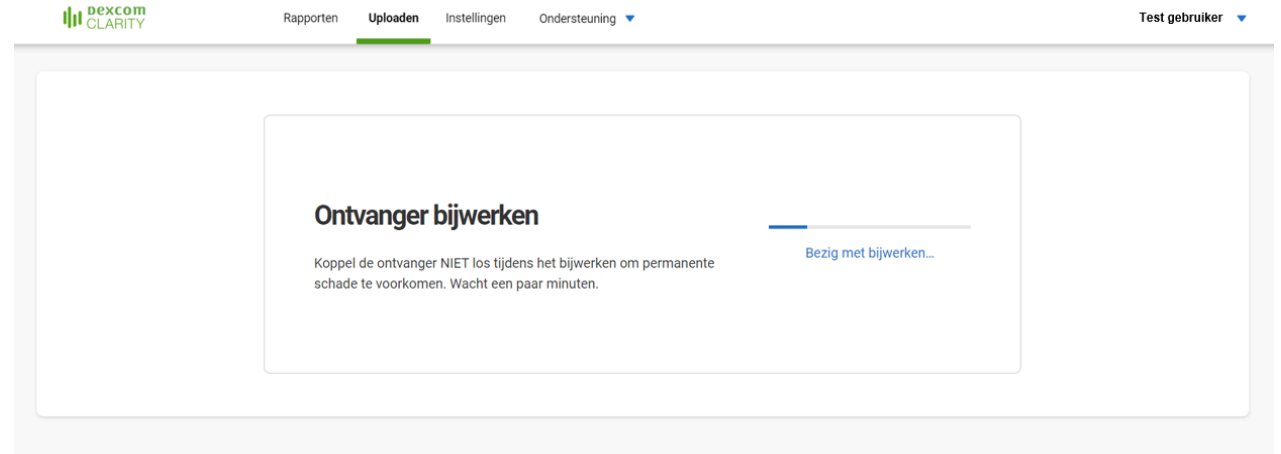 Dexcom
CLARITY
Rapporten Uploaden Instellingen Ondersteuning Test gebruiker
Ontvanger bijwerken
Koppel de ontvanger NIET los tijdens het bijwerken om permanente
schade te voorkomen. Wacht een paar minuten.
Bezig met bijwerken...